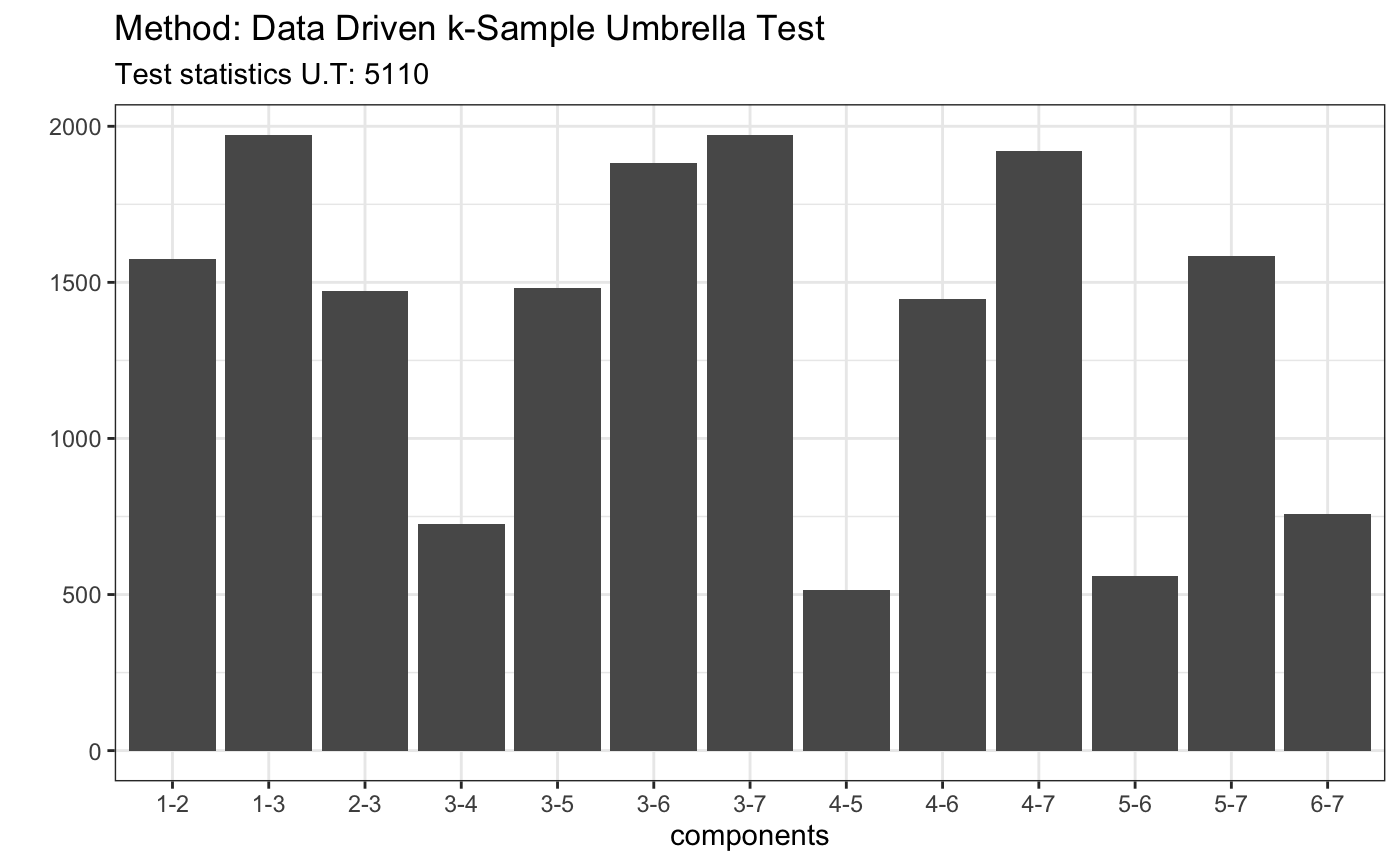 Method: Data Driven k-Sample Umbrella Test
Test statistics U.T: 5110
2000
1500
1000
500
0
1-2 1-3 2-3 3-4 3-5 3-6 3-7 4-5 4-6 4-7 5-6 5-7 6-7
components